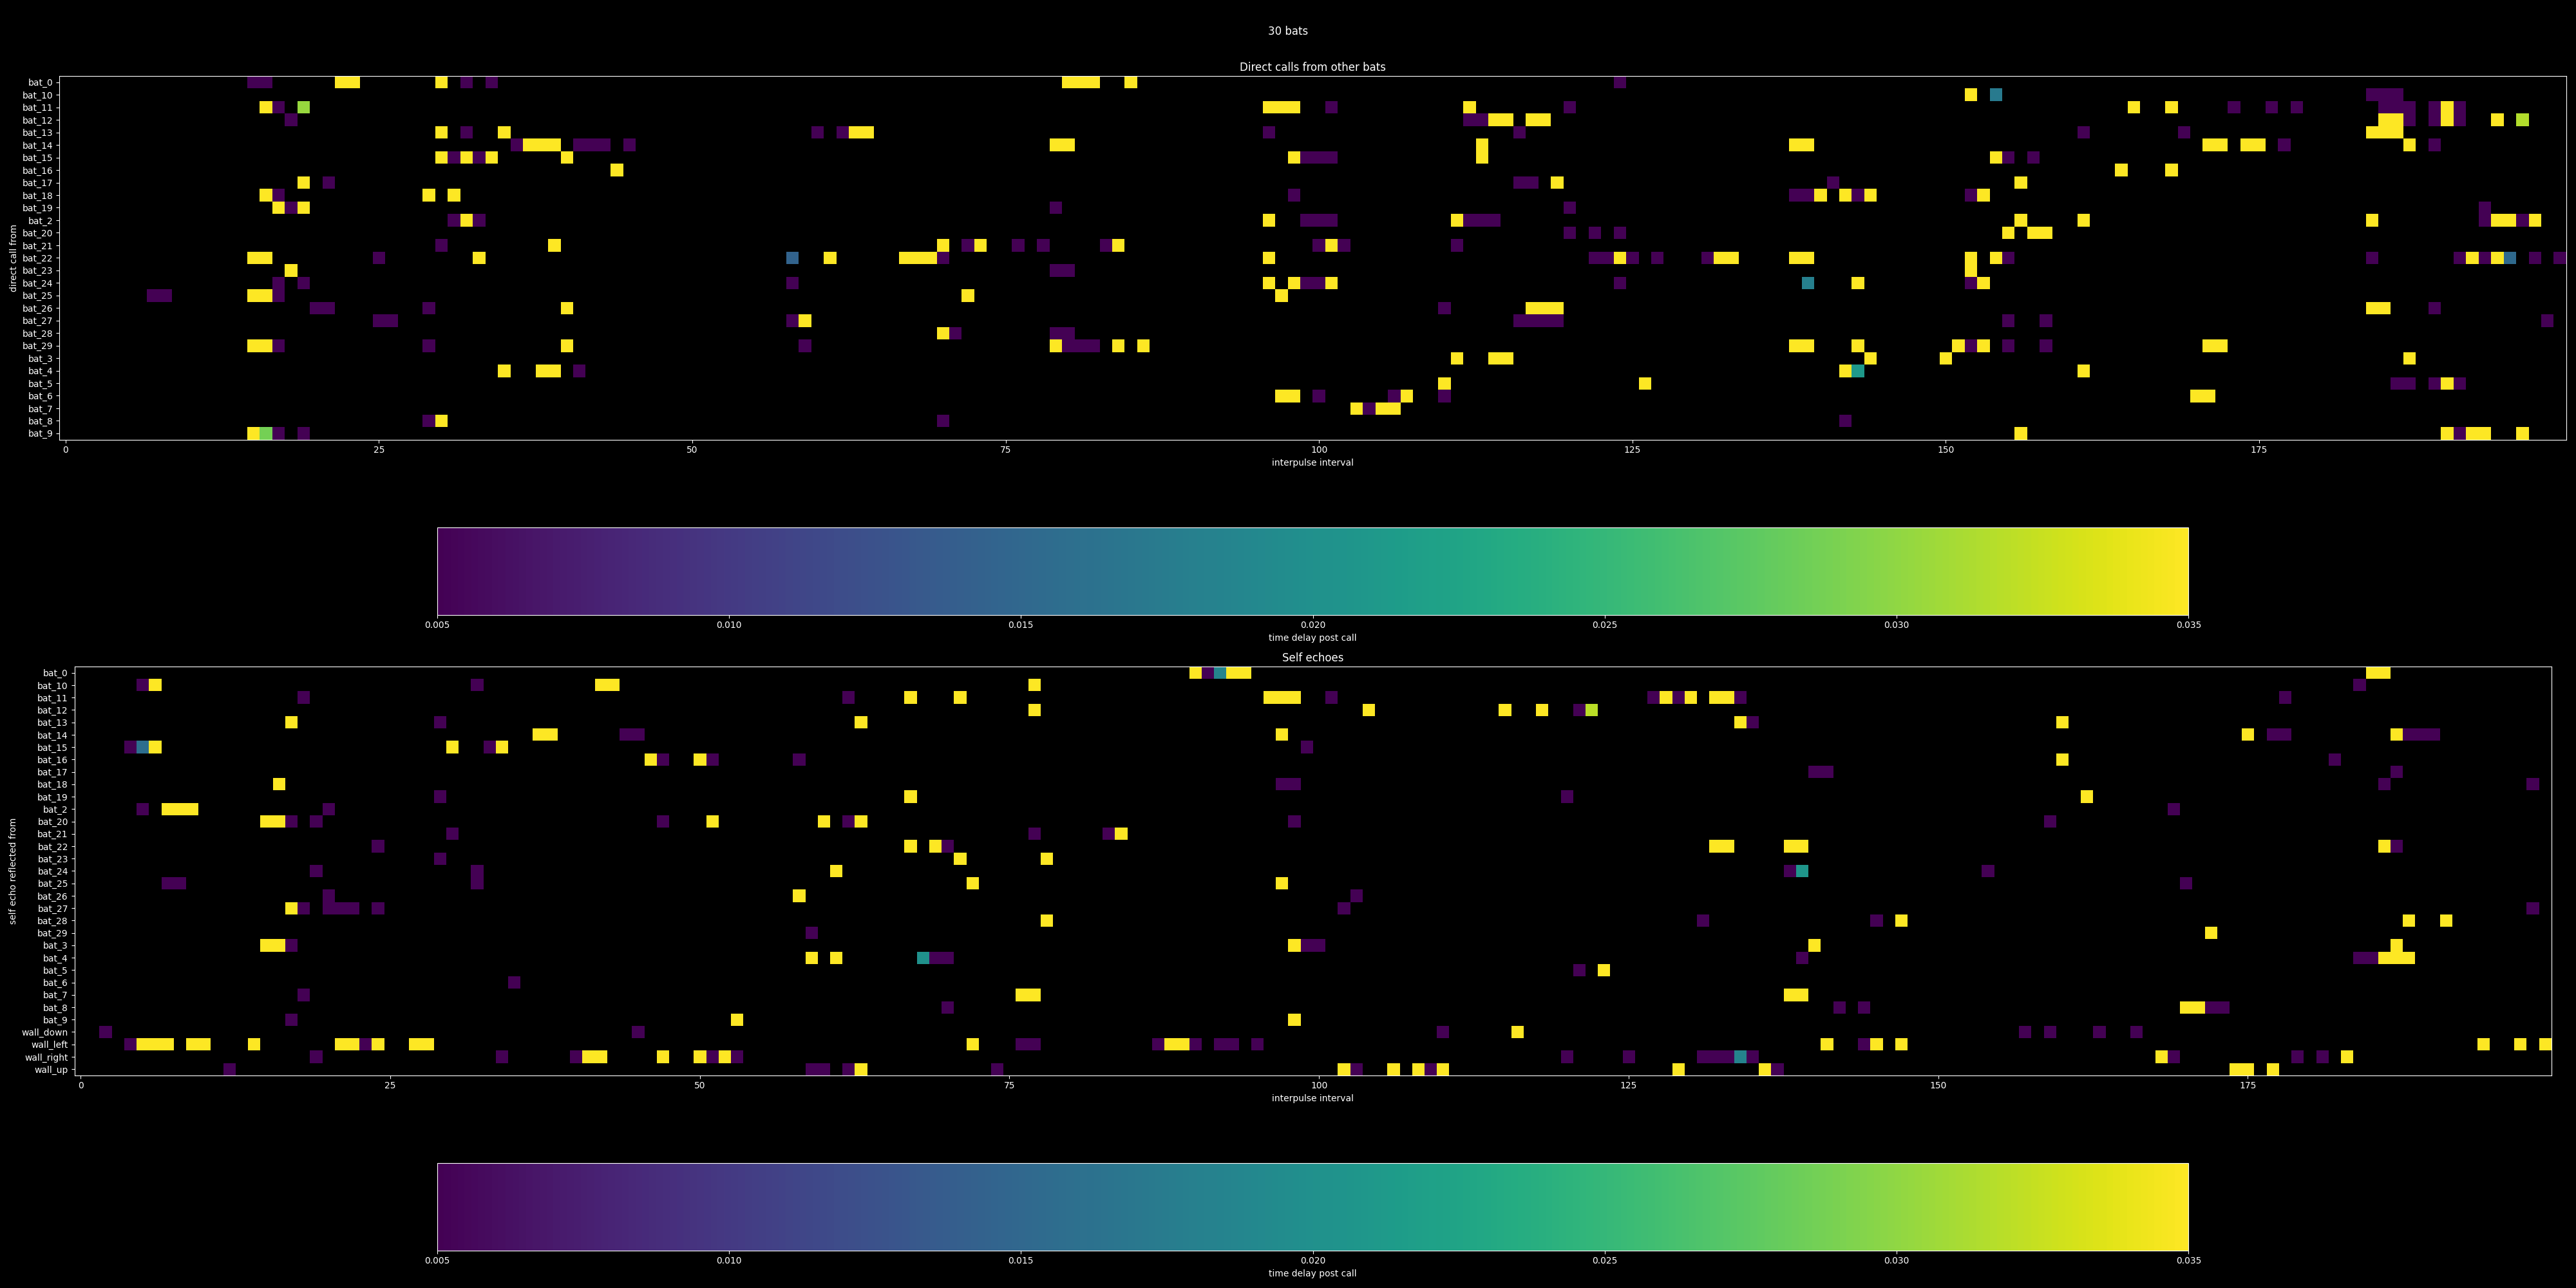 30 bats
Direct calls from other bats
direct call from
bat_0
bat_10
bat_11
bat_12
bat_13
bat_14
bat_15
bat_16
bat_17
bat_18
bat_19
bat_2
bat_20
bat_21
bat_22
bat_23
bat_24
bat_25
bat_26
bat_27
bat_28
bat_29
bat_3
bat_4
bat_5
bat_6
bat_7
bat_8
bat_9
0 25 50 75 100 125 150 175
interpulse interval
0.005 0.010 0.015 0.020 0.025 0.030 0.035
time delay post call
Self echoes
self echo reflected from
bat_0
bat_10
bat_11
bat_12
bat_13
bat_14
bat_15
bat_16
bat_17
bat_18
bat_19
bat_2
bat_20
bat_21
bat_22
bat_23
bat_24
bat_25
bat_26
bat_27
bat_28
bat_29
bat_3
bat_4
bat_5
bat_6
bat_7
bat_8
bat_9
wall_down
wall_left
wall_right
wall_up
0 25 50 75 100 125 150 175
interpulse interval
0.005 0.010 0.015 0.020 0.025 0.030 0.035
time delay post call